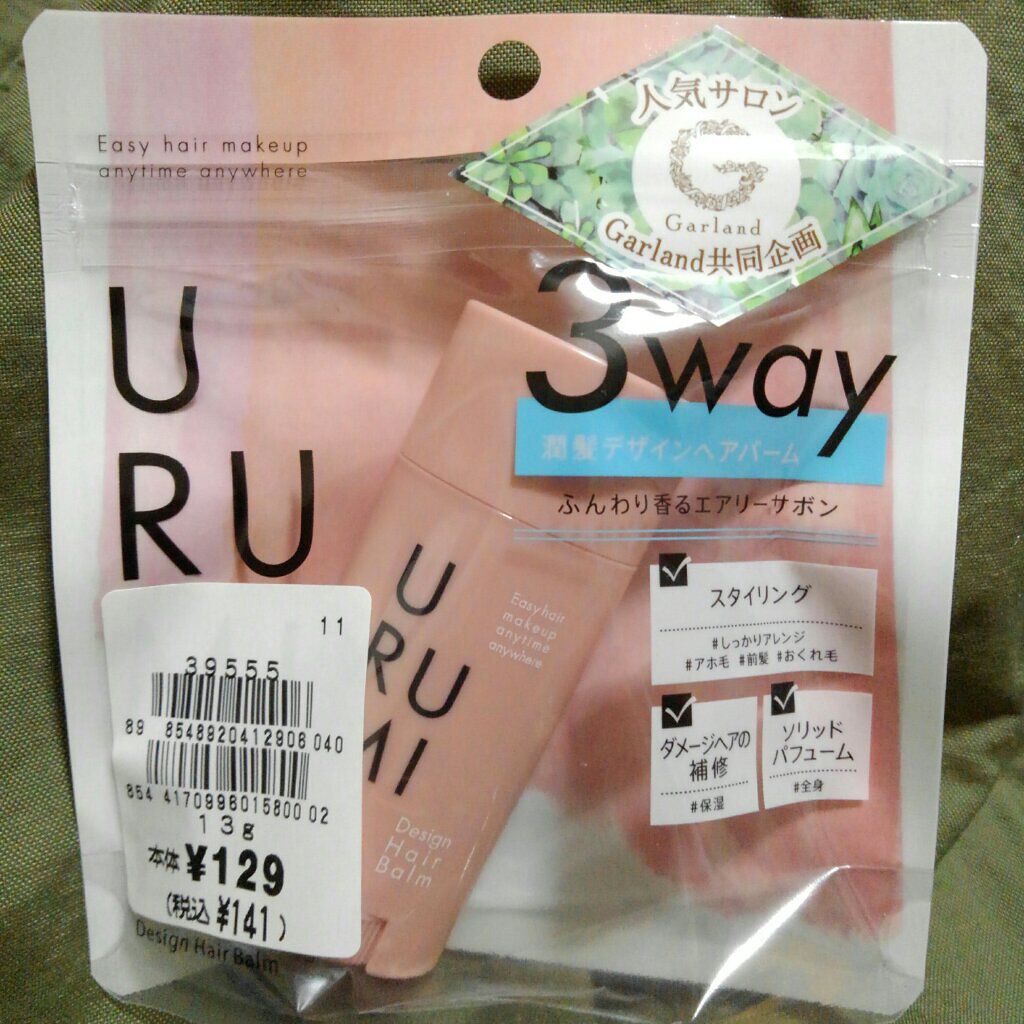 Easy hair makeup
anytime anywhere
人気サロン
G
Garland
Garland共同企画
U
RU
3way
潤髪デザインヘアバーム
ふんわり香るエアリーサボン
スタイリング
#しっかりアレンジ
#アホ毛 #前髪 #おくれ毛
ダメージヘアの
補修
#保湿
ソリッド
パフューム
#全身
U
RU
MI
Easy hair
makeup
anytime
anywhere
Design
Hair
Balm
11
39555
89 8548920412906 040
854 4170996015800 02
13g
本体 ¥129
(税込 ¥141)
Design Hair Balm